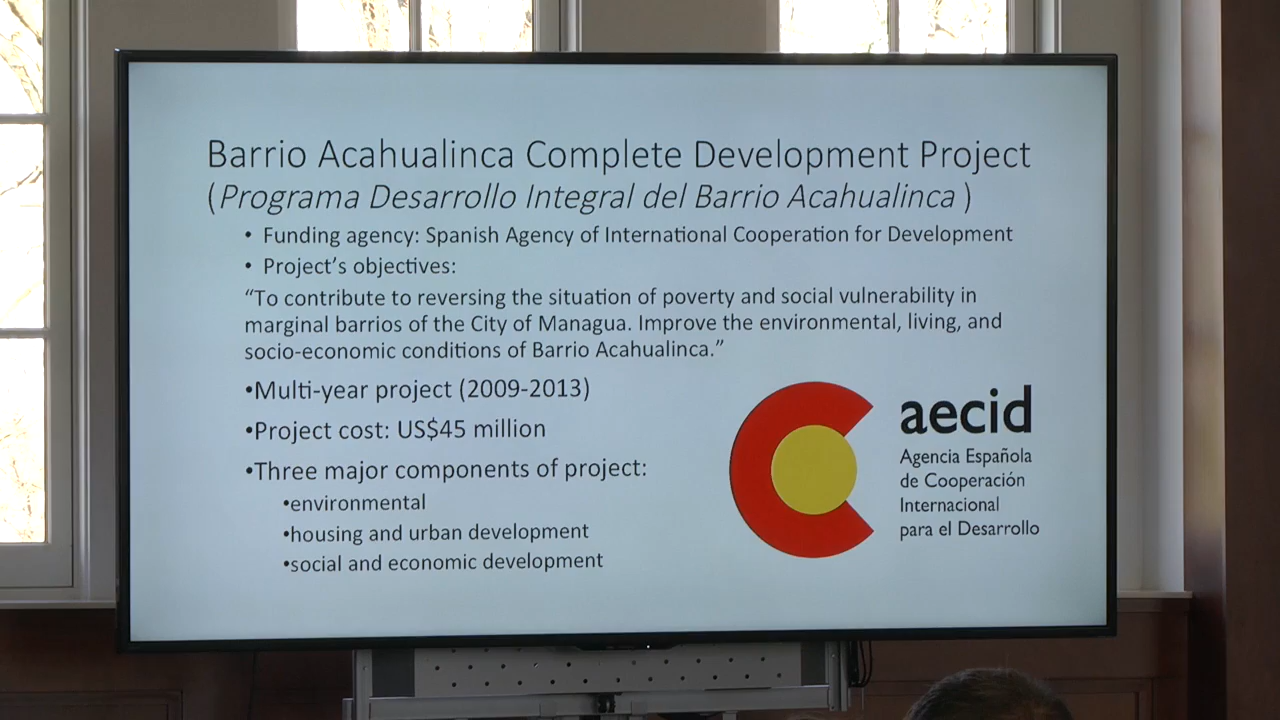 Barrio Acahualinca Complete Development Project
(Programa Desarrollo Integral del Barrio Acahualinca )
• Funding agency: Spanish Agency of International Cooperation for Development
• Project's objectives:
“To contribute to reversing the situation of poverty and social vulnerability in
marginal barrios of the City of Managua. Improve the environmental, living, and
socio-economic conditions of Barrio Acahualinca.”
•Multi-year project (2009-2013)
•Project cost: US$45 million
•Three major components of project:
•environmental
•housing and urban development
•social and economic development
aecid
Agencia Española
de Cooperación
Internacional
para el Desarrollo